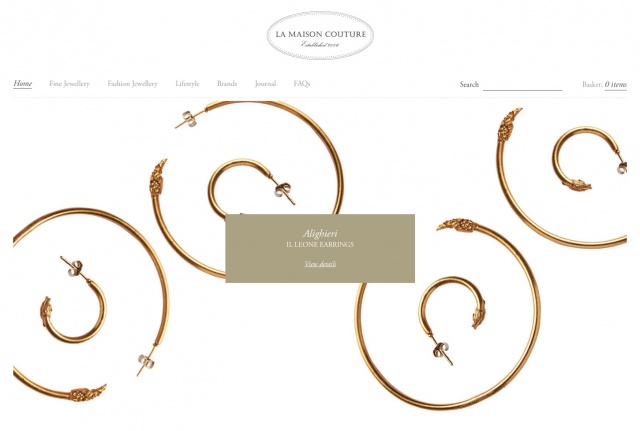 LA MAISON COUTURE
Established
Home Fine Jewellery Fashion Jewellery Lifestyle Brands Journal FAQs Search Basket: 0 items
Alighieri
IL LEONE EARRINGS
View details